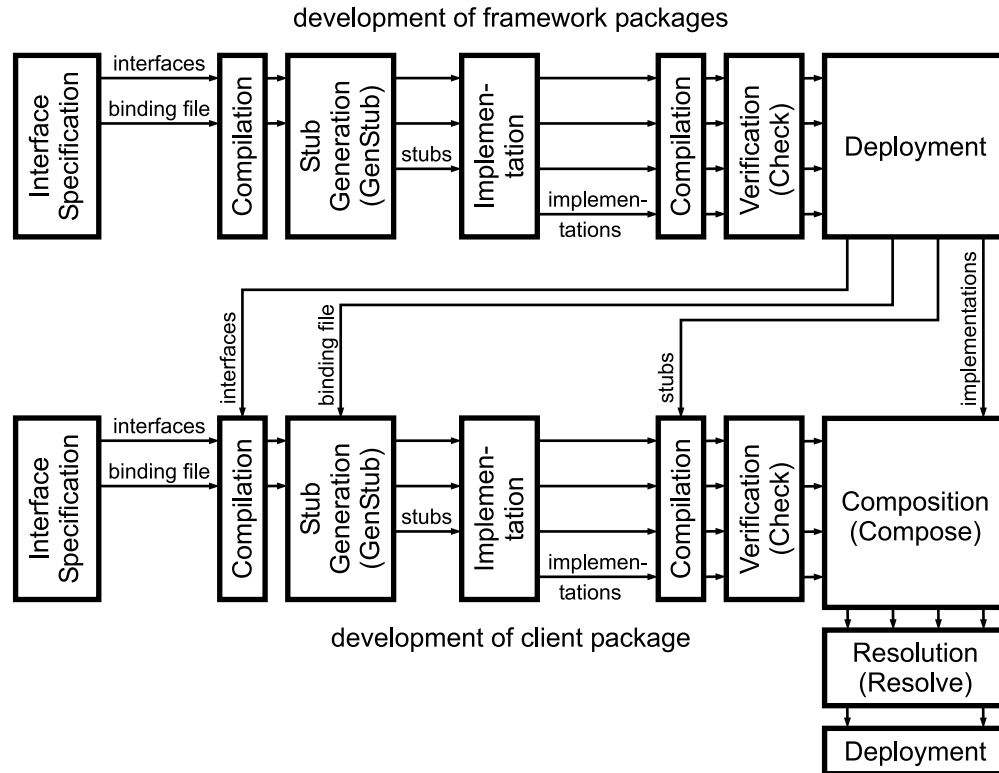 development of framework packages
Interface
Specification
interfaces
binding file
Compilation
Stub
Generation
(GenStub)
stubs
Implemen-
tation
implemen-
tations
Compilation
Verification
(Check)
Deployment
interfaces
binding file
stubs
implementations
Interface
Specification
interfaces
binding file
Compilation
Stub
Generation
(GenStub)
stubs
Implemen-
tation
implemen-
tations
Compilation
Verification
(Check)
Composition
(Compose)
development of client package
Resolution
(Resolve)
Deployment